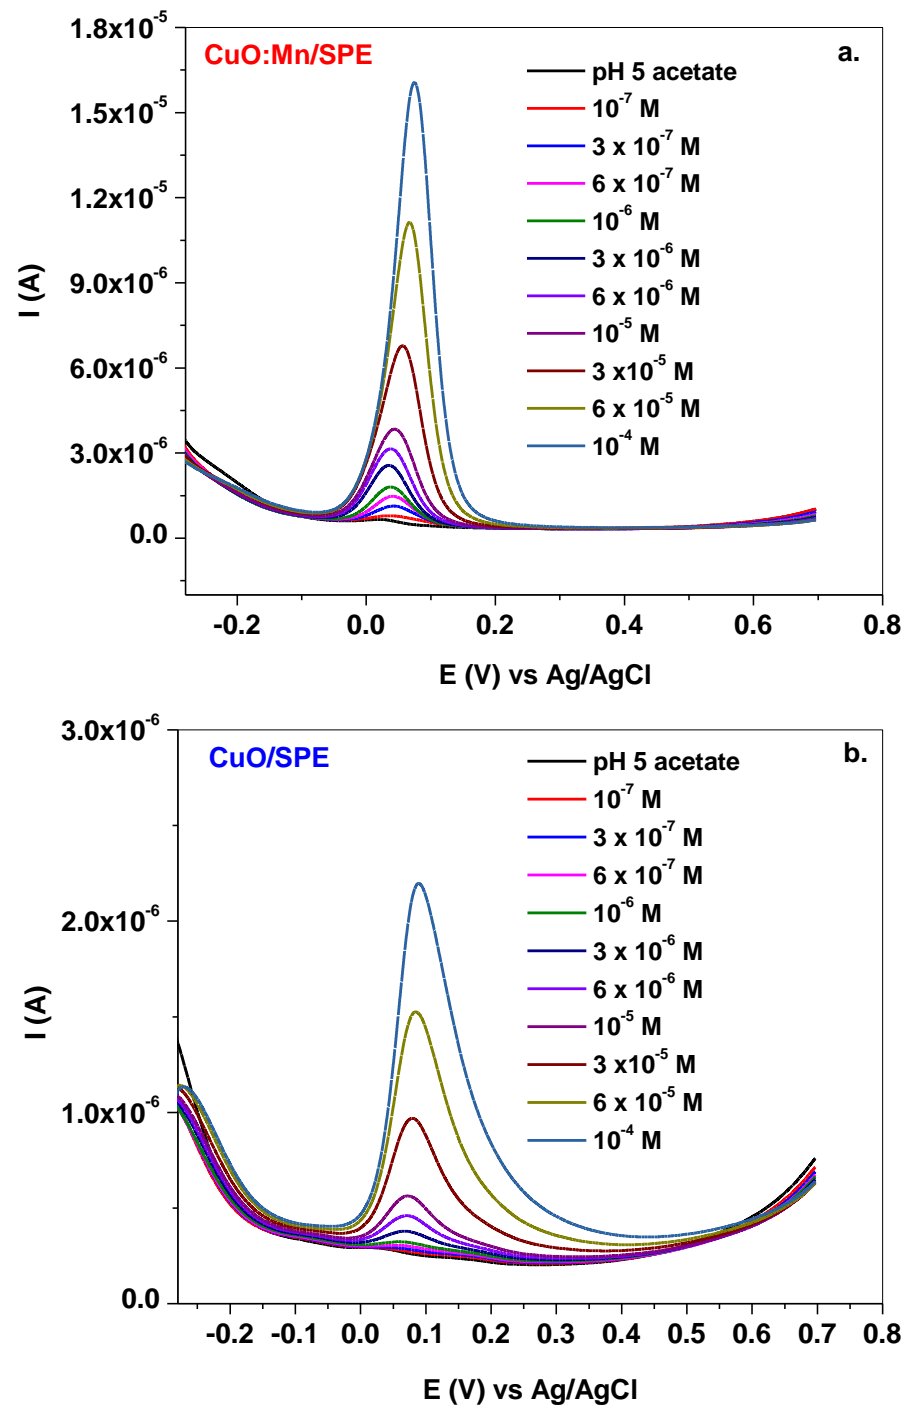 CuO:Mn/SPE
a.
pH 5 acetate
10⁻⁷ M
3 x 10⁻⁷ M
6 x 10⁻⁷ M
10⁻⁶ M
3 x 10⁻⁶ M
6 x 10⁻⁶ M
10⁻⁵ M
3 x10⁻⁵ M
6 x 10⁻⁵ M
10⁻⁴ M
1.8x10⁻⁵
1.5x10⁻⁵
1.2x10⁻⁵
9.0x10⁻⁶
6.0x10⁻⁶
3.0x10⁻⁶
0.0
I (A)
-0.2 0.0 0.2 0.4 0.6 0.8
E (V) vs Ag/AgCl
CuO/SPE
b.
pH 5 acetate
10⁻⁷ M
3 x 10⁻⁷ M
6 x 10⁻⁷ M
10⁻⁶ M
3 x 10⁻⁶ M
6 x 10⁻⁶ M
10⁻⁵ M
3 x10⁻⁵ M
6 x 10⁻⁵ M
10⁻⁴ M
3.0x10⁻⁶
2.0x10⁻⁶
1.0x10⁻⁶
0.0
I (A)
-0.2 -0.1 0.0 0.1 0.2 0.3 0.4 0.5 0.6 0.7 0.8
E (V) vs Ag/AgCl